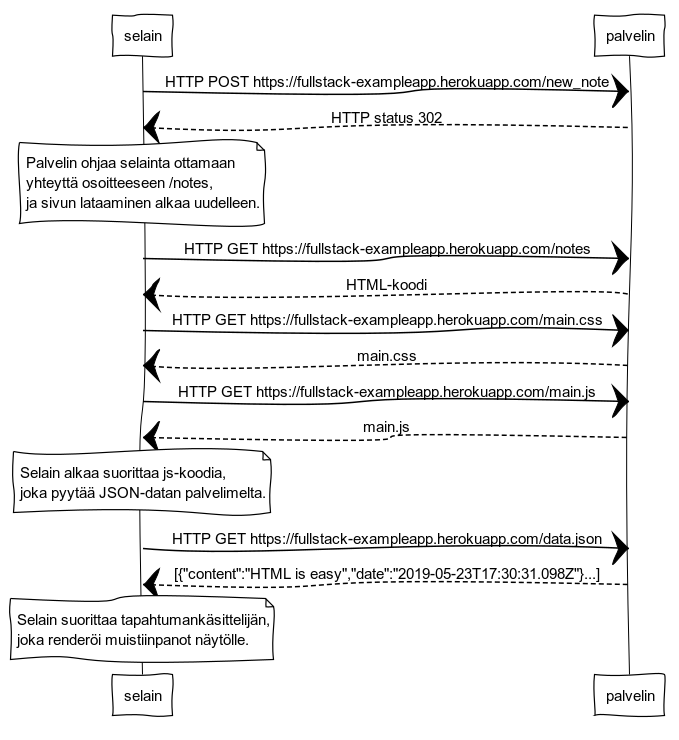 selain
palvelin
HTTP POST https://fullstack-exampleapp.herokuapp.com/new_note
HTTP status 302
Palvelin ohjaa selainta ottamaan
yhteyttä osoitteeseen /notes,
ja sivun lataaminen alkaa uudelleen.
HTTP GET https://fullstack-exampleapp.herokuapp.com/notes
HTML-koodi
HTTP GET https://fullstack-exampleapp.herokuapp.com/main.css
main.css
HTTP GET https://fullstack-exampleapp.herokuapp.com/main.js
main.js
Selain alkaa suorittaa js-koodia,
joka pyytää JSON-datan palvelimelta.
HTTP GET https://fullstack-exampleapp.herokuapp.com/data.json
[{"content":"HTML is easy","date":"2019-05-23T17:30:31.098Z"}...]
Selain suorittaa tapahtumankäsittelijän,
joka renderöi muistiinpanot näytölle.
selain
palvelin